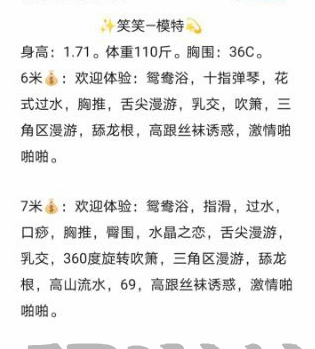 ✨笑笑—模特💫
身高：1.71。体重110斤。胸围：36C。
6米💰：欢迎体验：鸳鸯浴，十指弹琴，花
式过水，胸推，舌尖漫游，乳交，吹箫，三
角区漫游，舔龙根，高跟丝袜诱惑，激情啪
啪啪。
7米💰：欢迎体验：鸳鸯浴，指滑，过水，
口痧，胸推，臀围，水晶之恋，舌尖漫游，
乳交，360度旋转吹箫，三角区漫游，舔龙
根，高山流水，69，高跟丝袜诱惑，激情啪
啪啪。